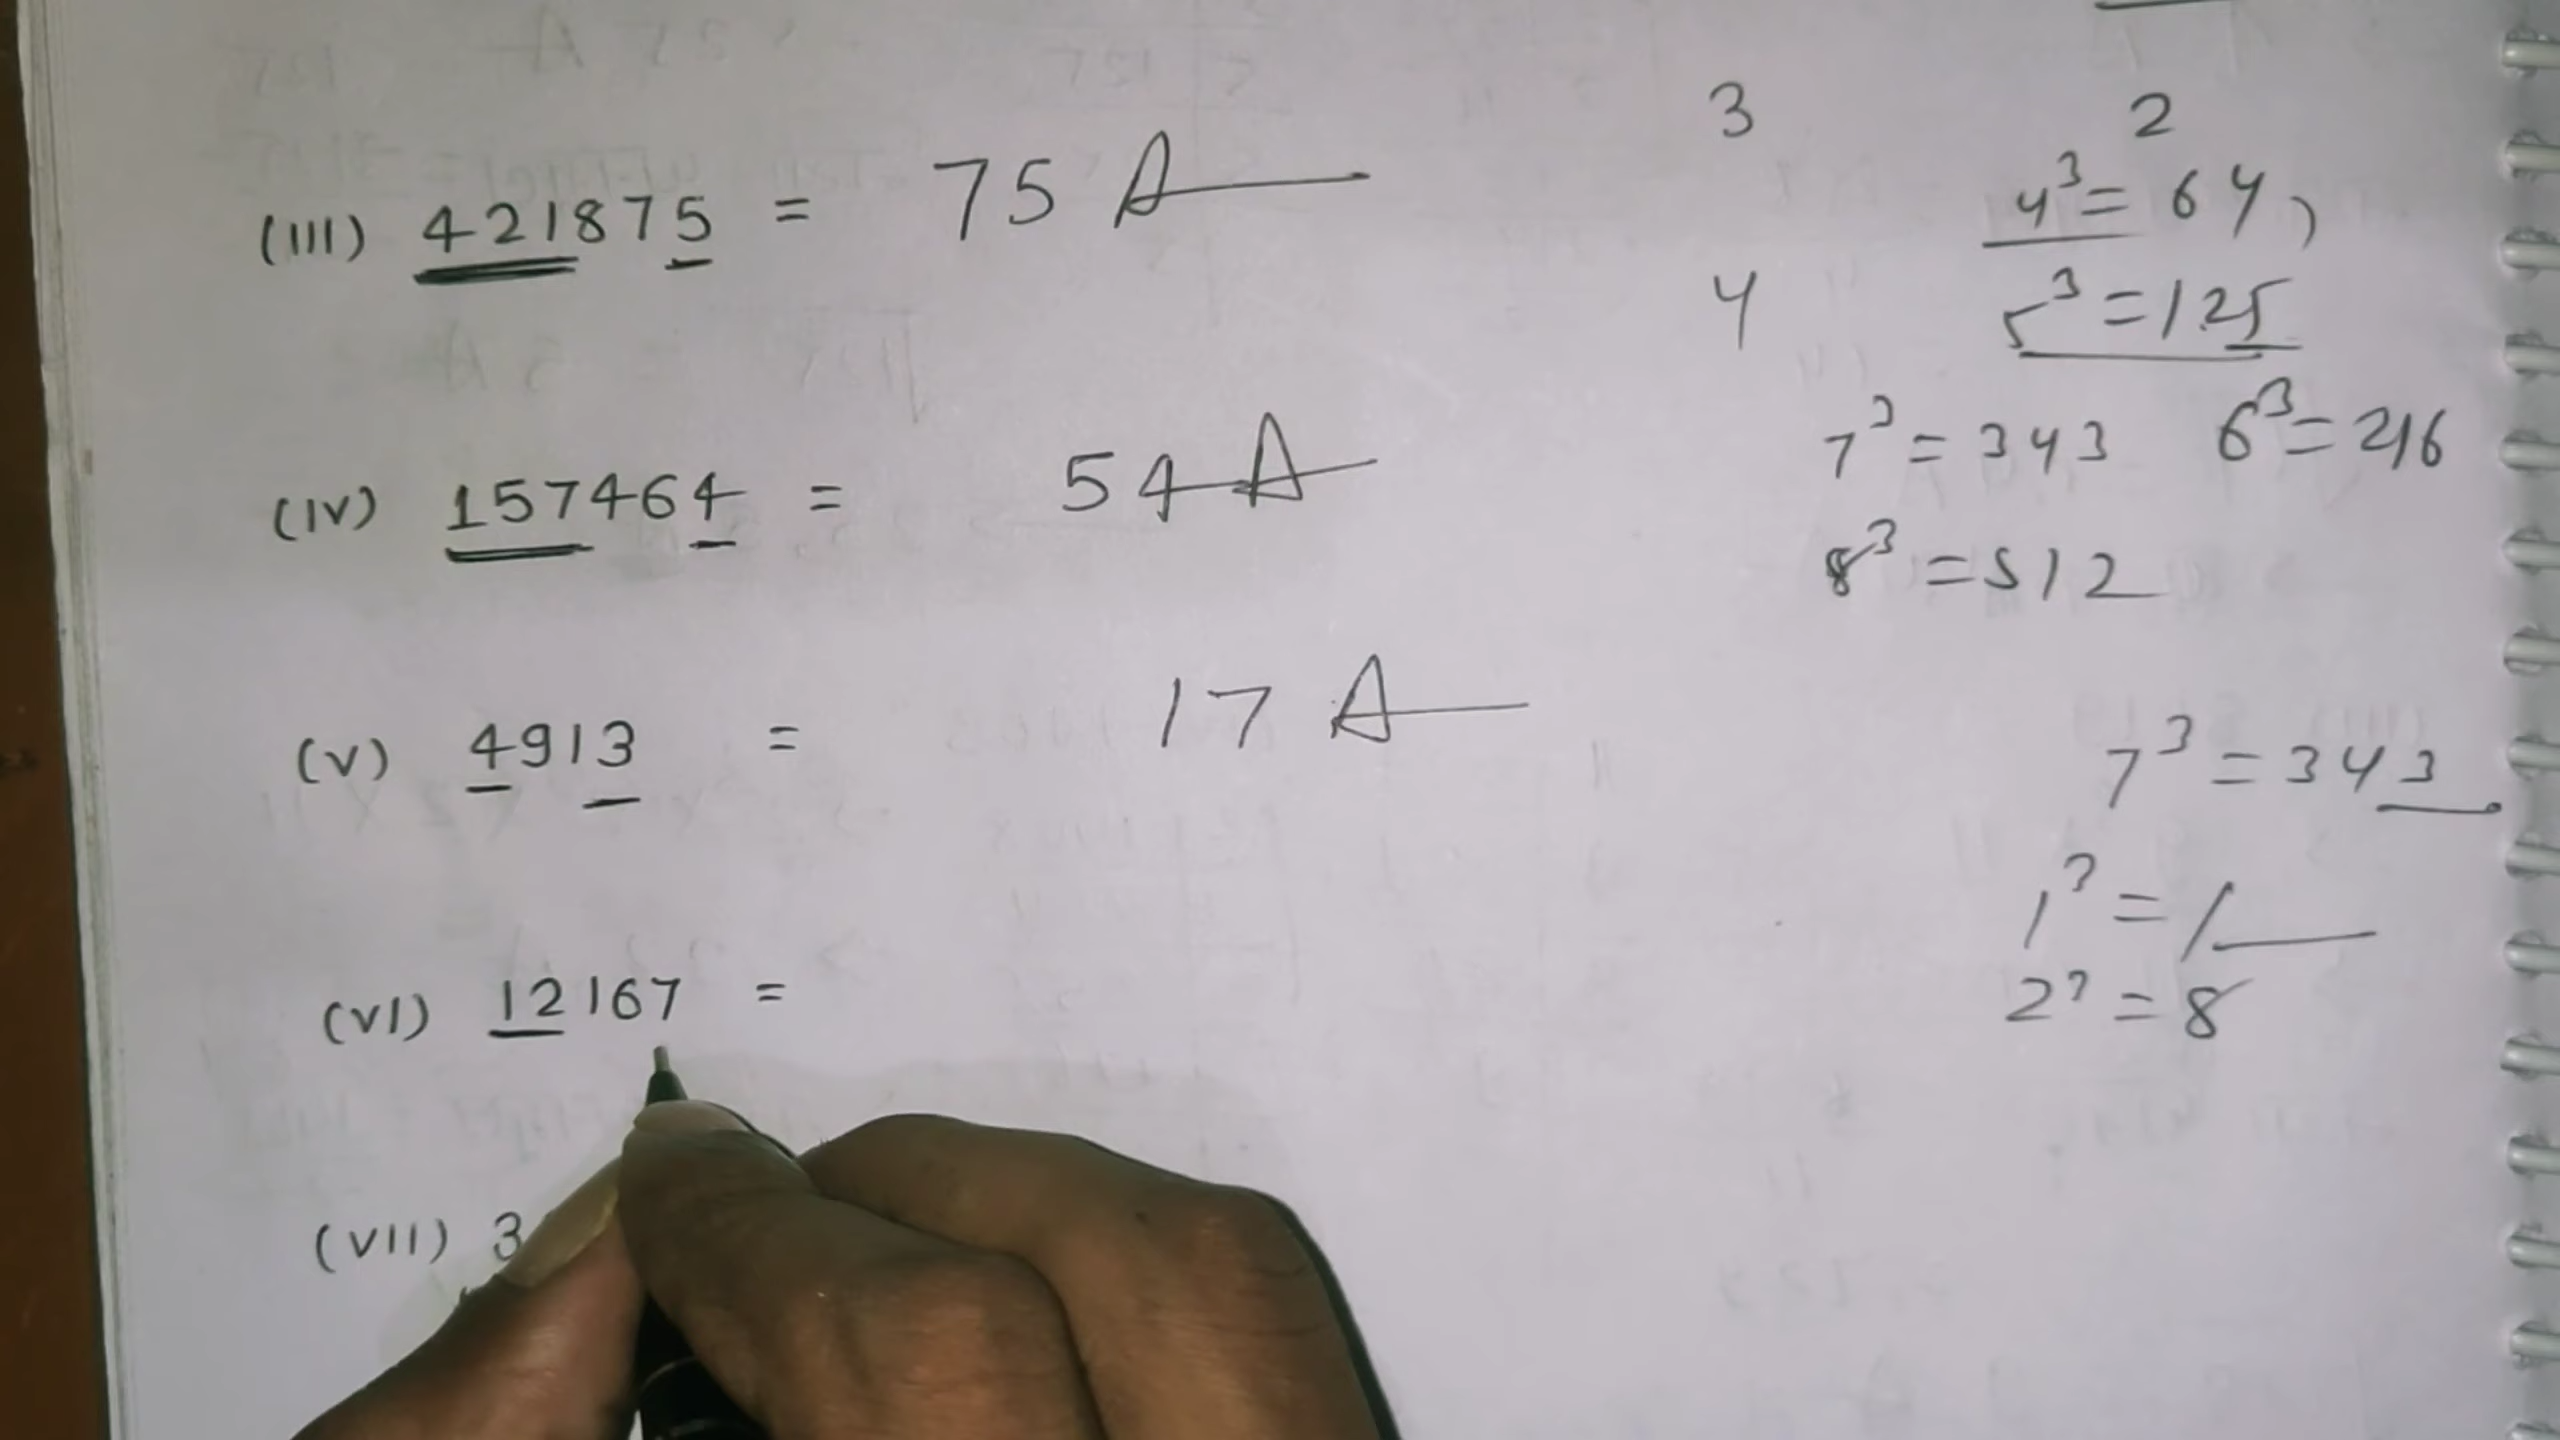 (III) 421875 = 75 A
(IV) 157464 = 54 A
(V) 4913 = 17 A
(VI) 12167 =
(VII) 3
3
2
4³ = 64,
4
5³ = 125
7³ = 343 6³ = 216
8³ = 512
7³ = 343
1³ = 1
2³ = 8